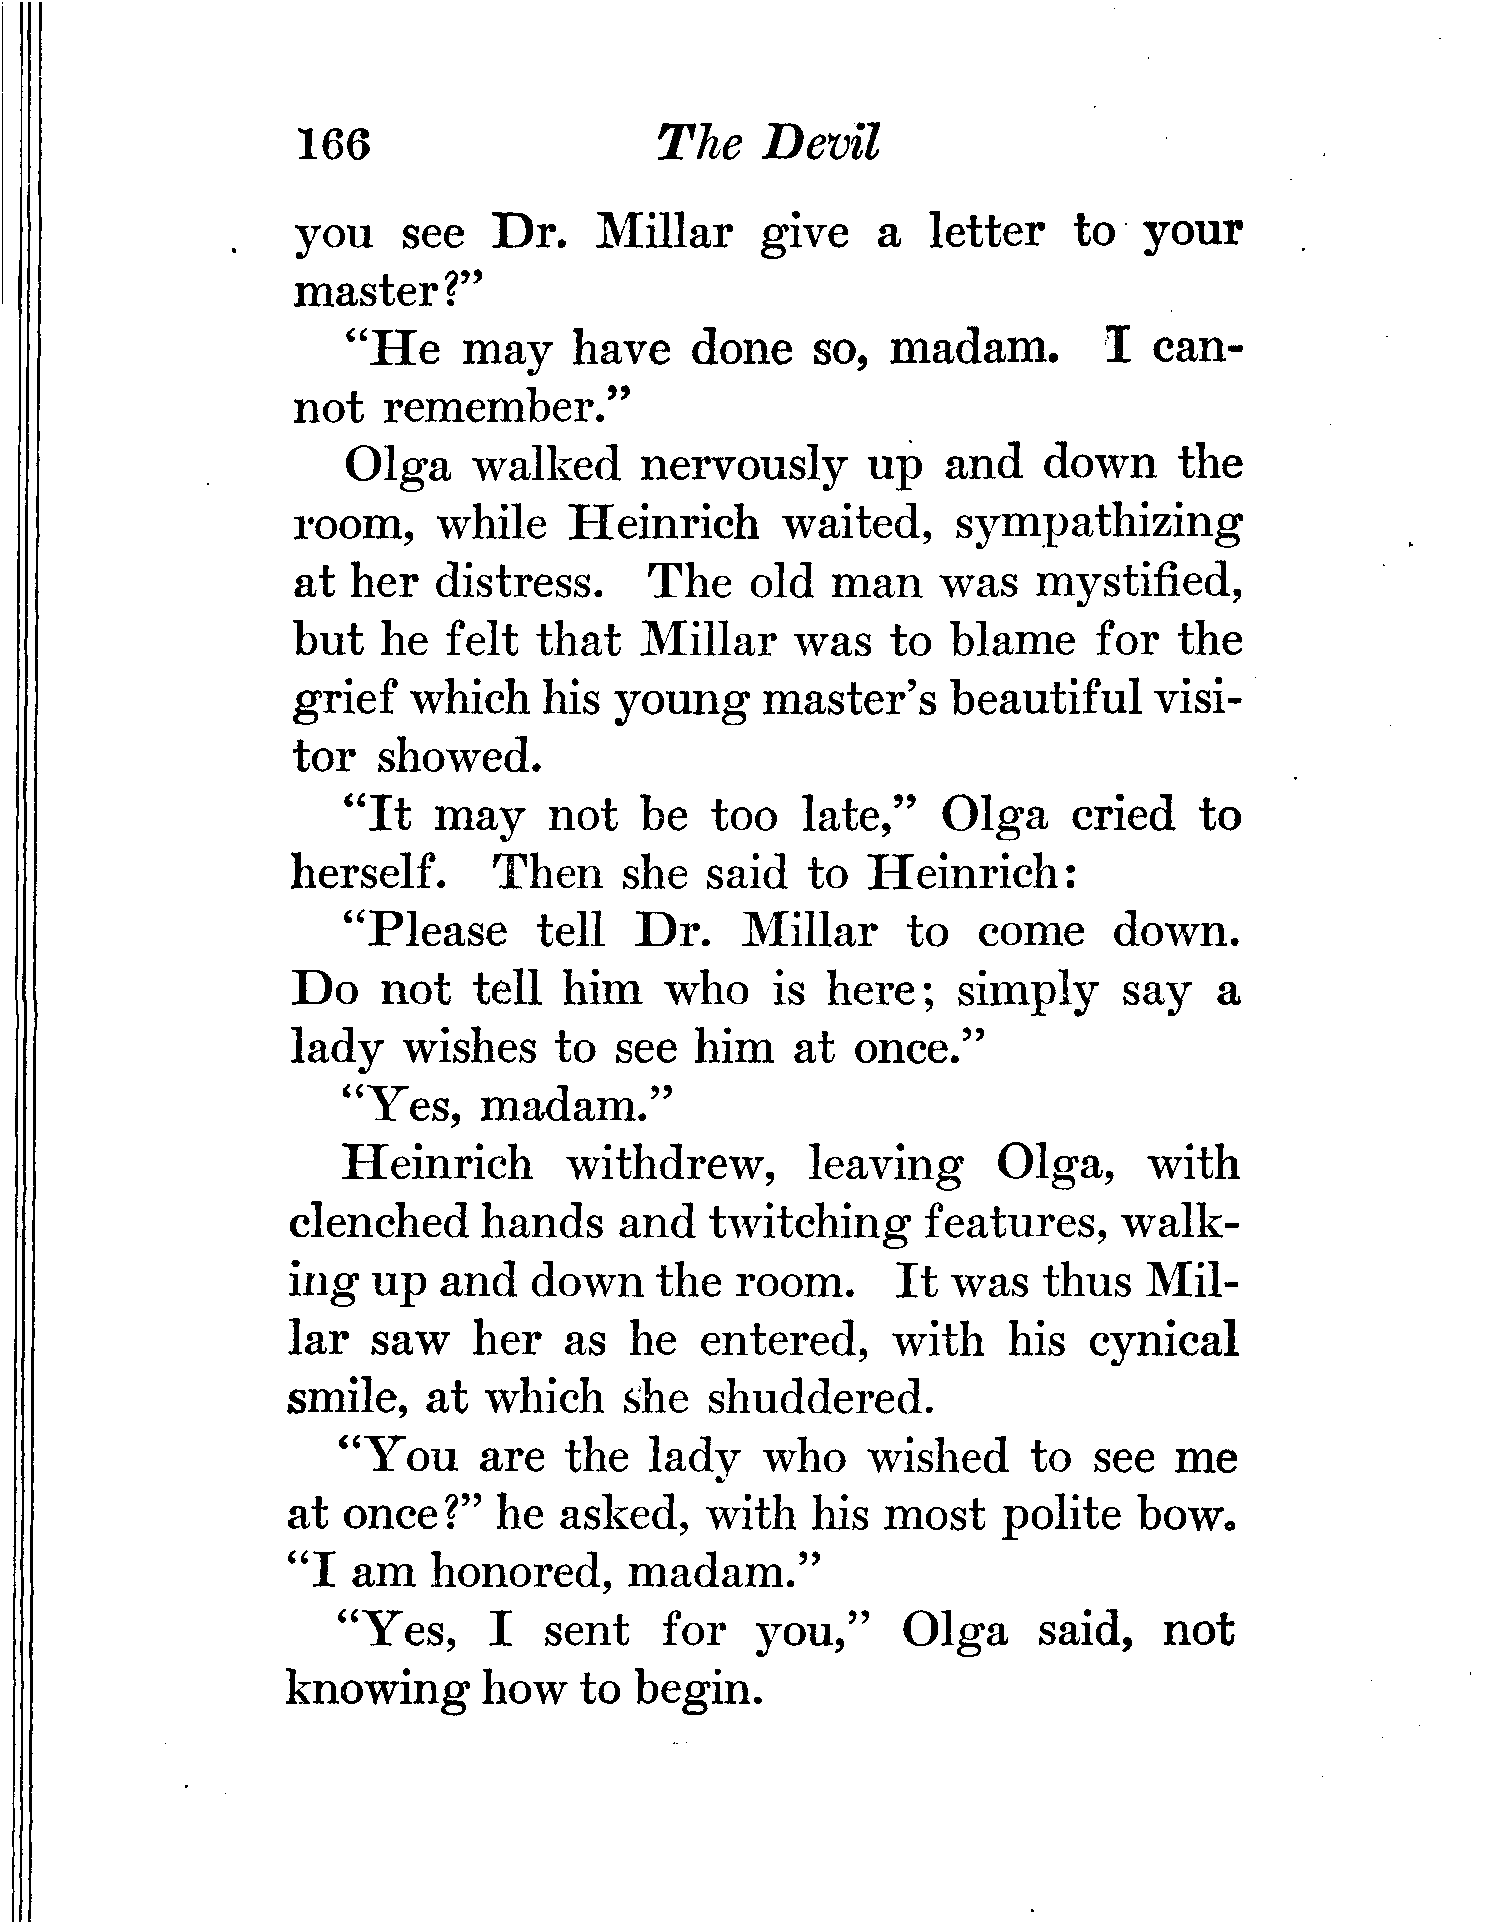 166 The Devil
you see Dr. Millar give a letter to your
master?"
"He may have done so, madam. I can-
not remember."
Olga walked nervously up and down the
room, while Heinrich waited, sympathizing
at her distress. The old man was mystified,
but he felt that Millar was to blame for the
grief which his young master's beautiful visi-
tor showed.
"It may not be too late," Olga cried to
herself. Then she said to Heinrich:
"Please tell Dr. Millar to come down.
Do not tell him who is here; simply say a
lady wishes to see him at once."
"Yes, madam."
Heinrich withdrew, leaving Olga, with
clenched hands and twitching features, walk-
ing up and down the room. It was thus Mil-
lar saw her as he entered, with his cynical
smile, at which she shuddered.
"You are the lady who wished to see me
at once?" he asked, with his most polite bow.
"I am honored, madam."
"Yes, I sent for you," Olga said, not
knowing how to begin.